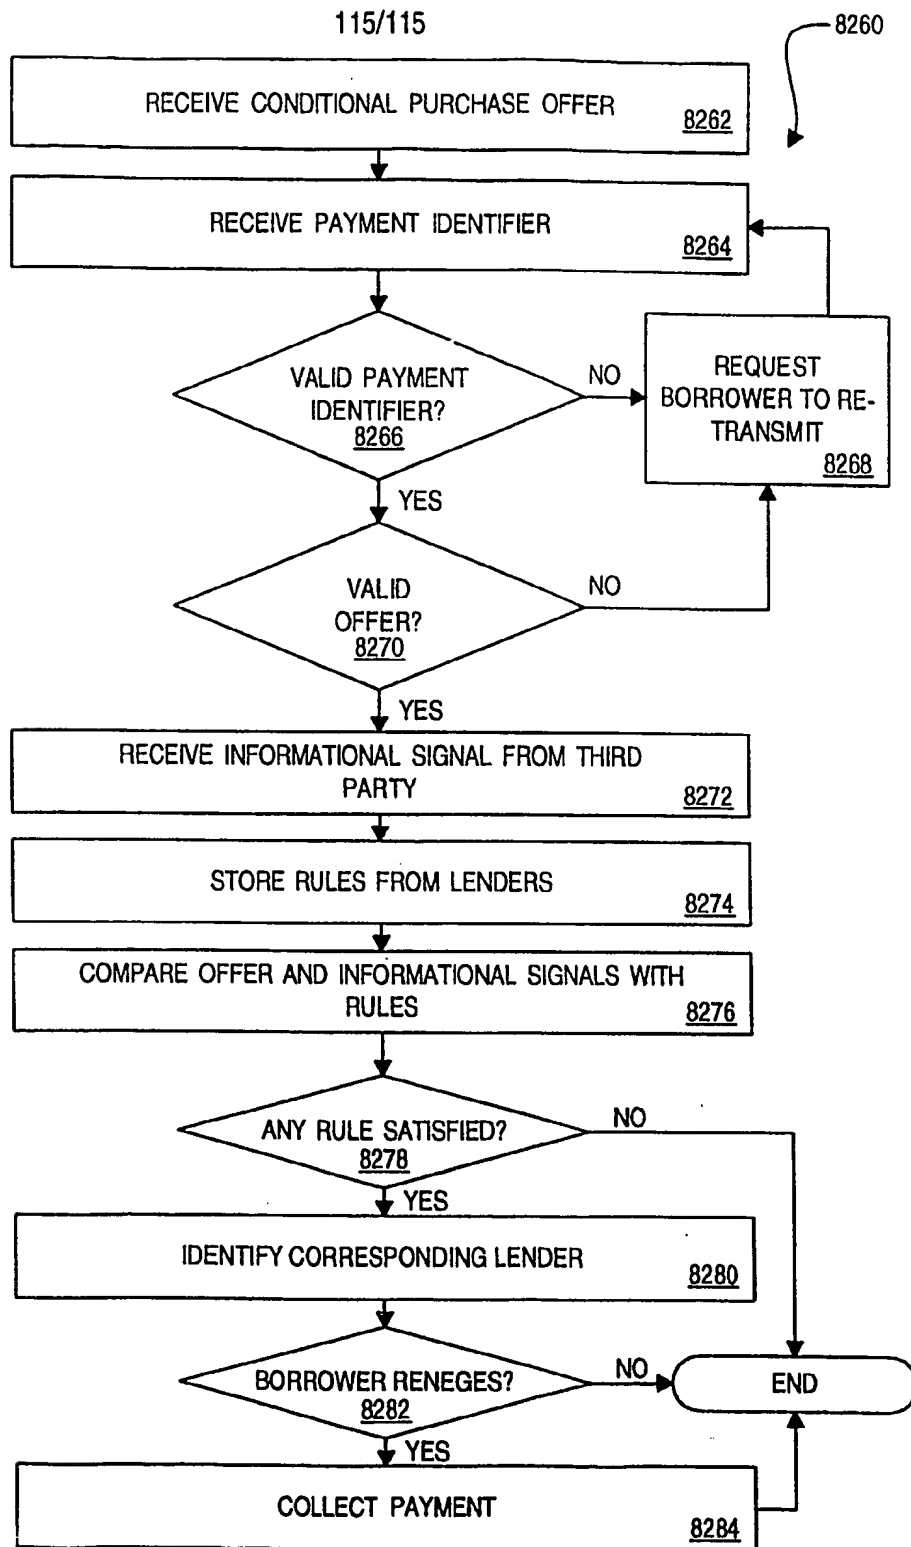 115/115
8260
RECEIVE CONDITIONAL PURCHASE OFFER
8262
RECEIVE PAYMENT IDENTIFIER
8264
VALID PAYMENT
IDENTIFIER?
8266
NO
REQUEST
BORROWER TO RE-
TRANSMIT
8268
YES
VALID
OFFER?
8270
NO
YES
RECEIVE INFORMATIONAL SIGNAL FROM THIRD
PARTY
8272
STORE RULES FROM LENDERS
8274
COMPARE OFFER AND INFORMATIONAL SIGNALS WITH
RULES
8276
ANY RULE SATISFIED?
8278
NO
YES
IDENTIFY CORRESPONDING LENDER
8280
BORROWER RENEGES?
8282
NO
END
YES
COLLECT PAYMENT
8284